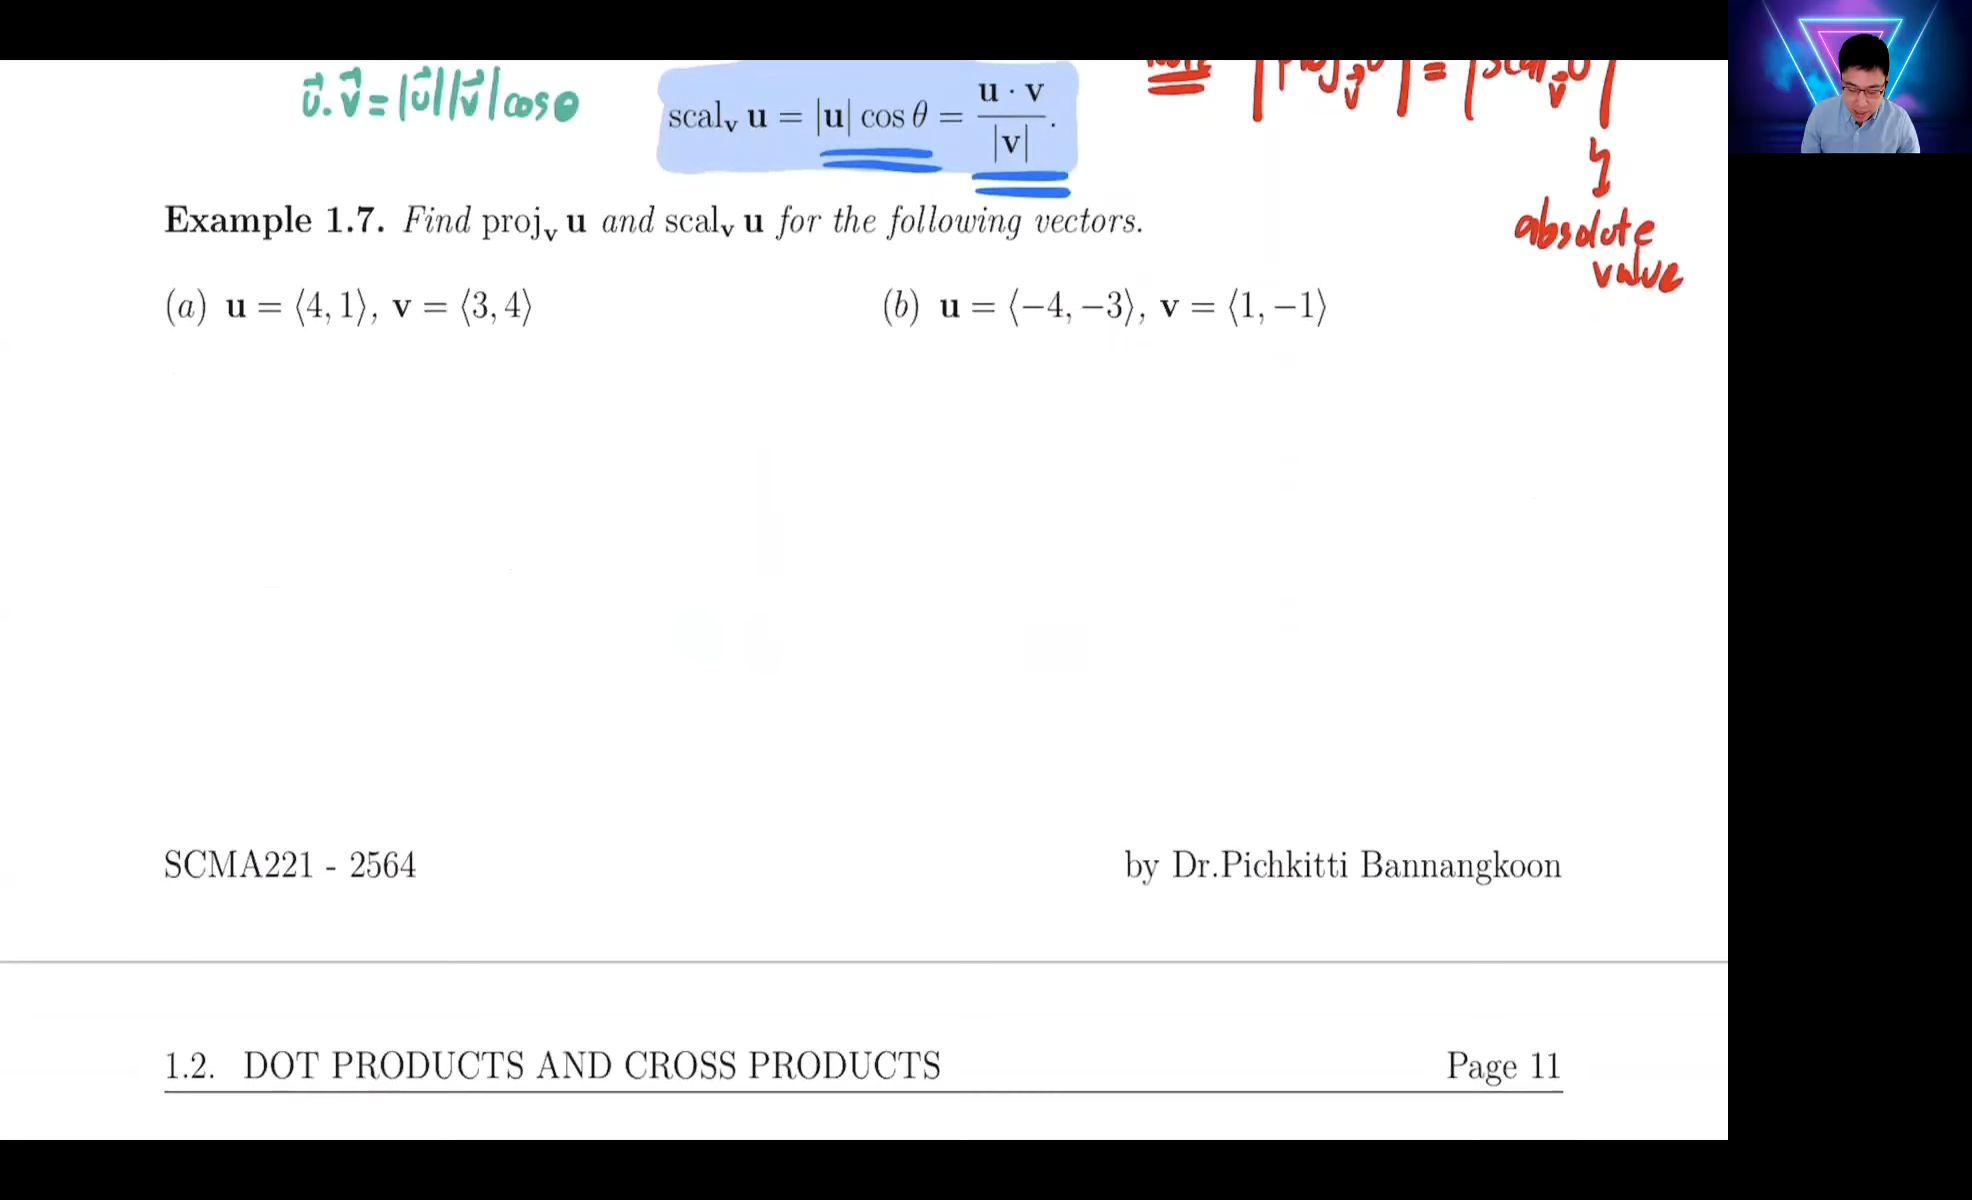 u⃗·v⃗ = |u⃗||v⃗| cos θ
scal_v u = |u| cos θ = u · v / |v|.
|proj_v⃗ u| = |scal_v⃗ u|
absolute
value
Example 1.7. Find proj_v u and scal_v u for the following vectors.
(a) u = ⟨4, 1⟩, v = ⟨3, 4⟩
(b) u = ⟨−4, −3⟩, v = ⟨1, −1⟩
SCMA221 - 2564
by Dr.Pichkitti Bannangkoon
1.2. DOT PRODUCTS AND CROSS PRODUCTS
Page 11